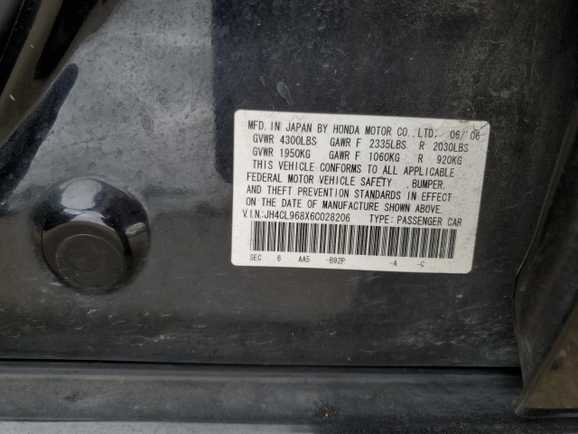 MFD. IN JAPAN BY HONDA MOTOR CO., LTD. 06/06
GVWR 4300LBS GAWR F 2335LBS R 2030LBS
GVWR 1950KG GAWR F 1060KG R 920KG
THIS VEHICLE CONFORMS TO ALL APPLICABLE
FEDERAL MOTOR VEHICLE SAFETY ,BUMPER,
AND THEFT PREVENTION STANDARDS IN EFFECT
ON THE DATE OF MANUFACTURE SHOWN ABOVE.
V.I.N:JH4CL968X6C028206 TYPE: PASSENGER CAR
SEC 6 AA5 -B92P -A -C